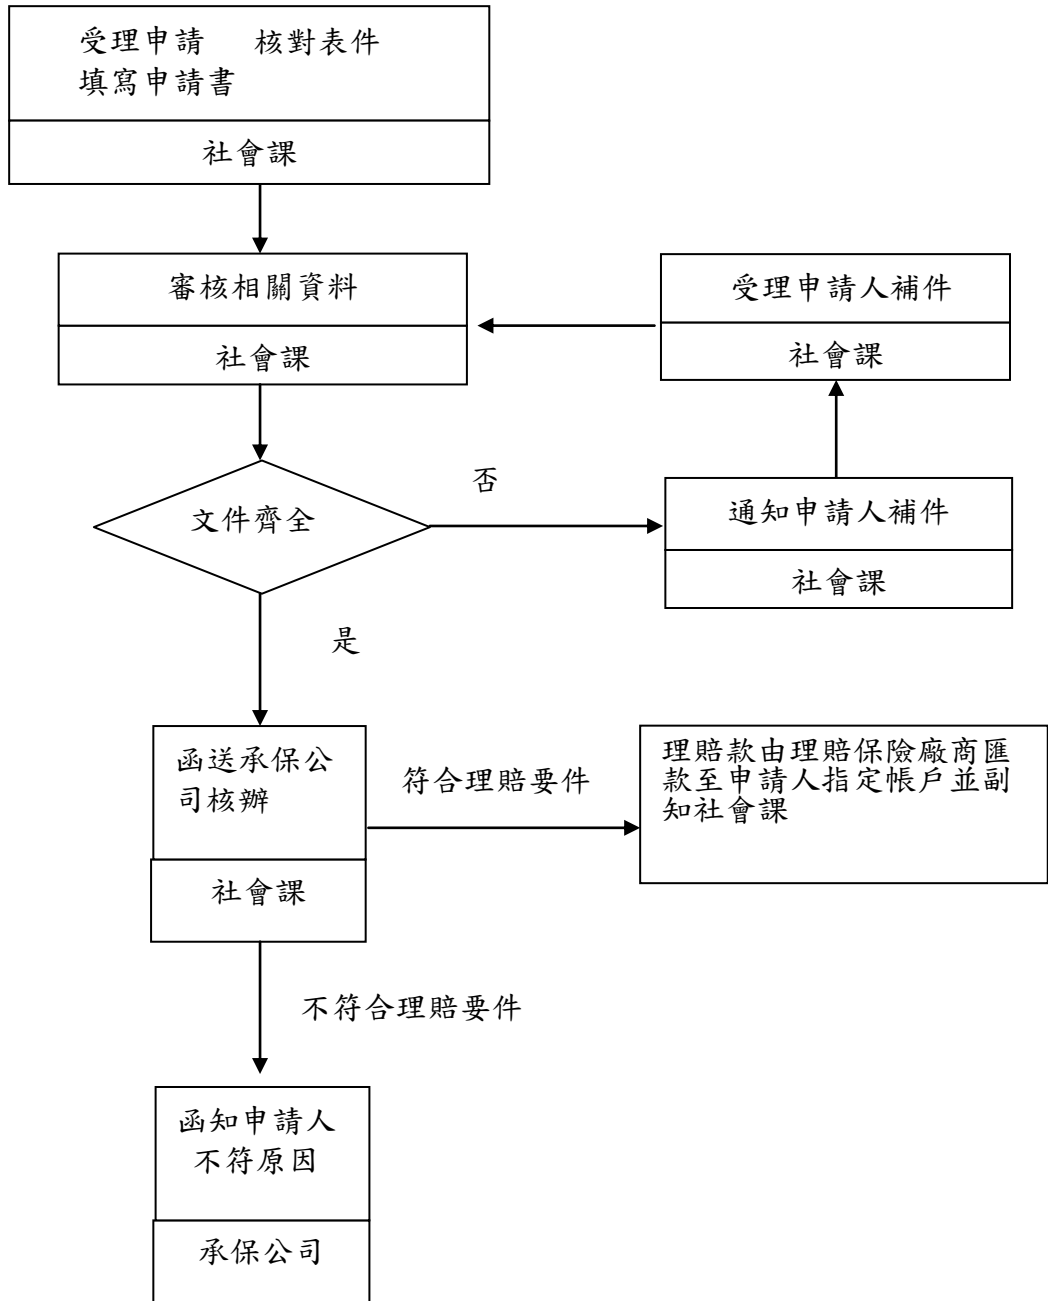 受理申請 核對表件
填寫申請書
社會課
審核相關資料
社會課
受理申請人補件
社會課
文件齊全
否
通知申請人補件
社會課
是
函送承保公
司核辦
社會課
符合理賠要件
理賠款由理賠保險廠商匯
款至申請人指定帳戶並副
知社會課
不符合理賠要件
函知申請人
不符原因
承保公司